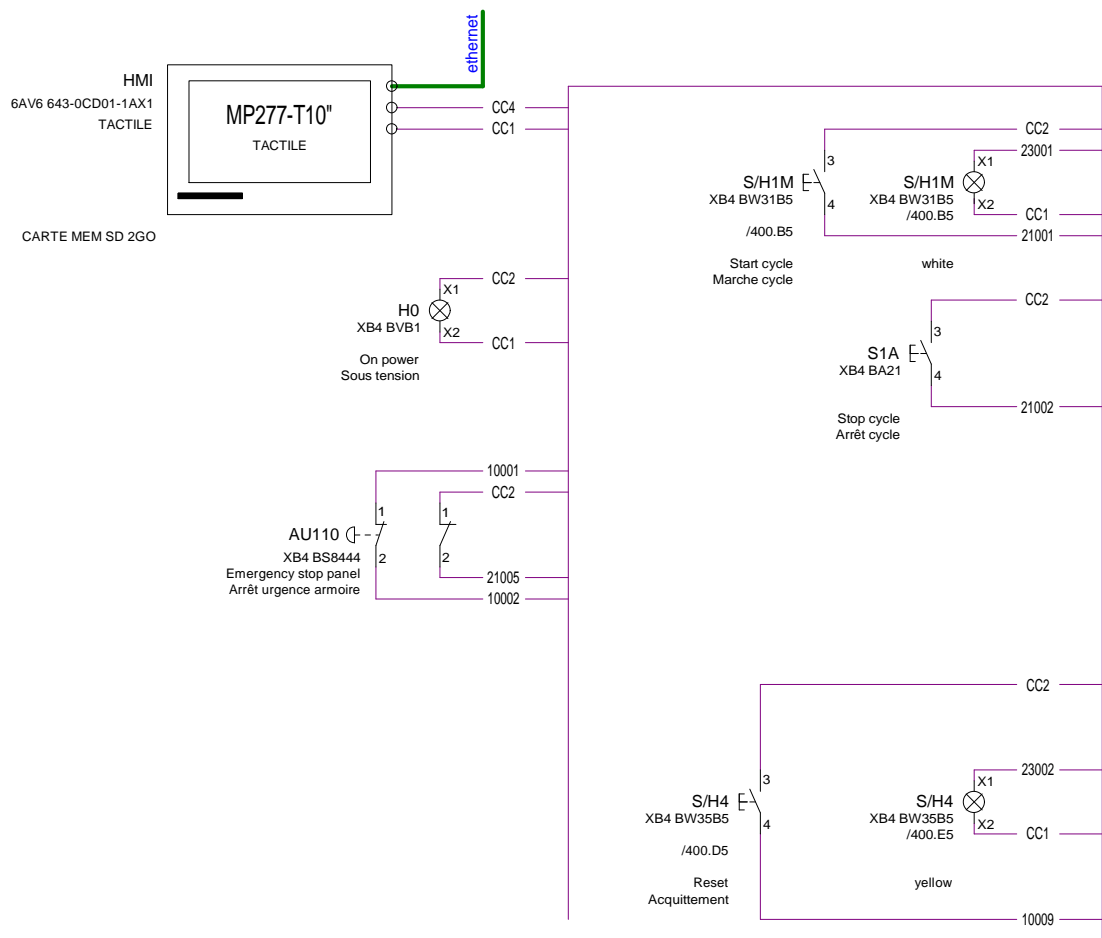 ethernet
HMI
6AV6 643-0CD01-1AX1
TACTILE
MP277-T10"
TACTILE
CC4
CC1
CARTE MEM SD 2GO
CC2
X1
H0
XB4 BVB1
X2
CC1
On power
Sous tension
10001
CC2
1
1
AU110
XB4 BS8444
2
2
Emergency stop panel
Arrêt urgence armoire
21005
10002
CC2
23001
3
S/H1M
XB4 BW31B5
4
/400.B5
Start cycle
Marche cycle
X1
S/H1M
XB4 BW31B5
/400.B5
X2
CC1
21001
white
CC2
3
S1A
XB4 BA21
4
21002
Stop cycle
Arrêt cycle
CC2
23002
3
S/H4
XB4 BW35B5
4
/400.D5
Reset
Acquittement
X1
S/H4
XB4 BW35B5
/400.E5
X2
CC1
yellow
10009